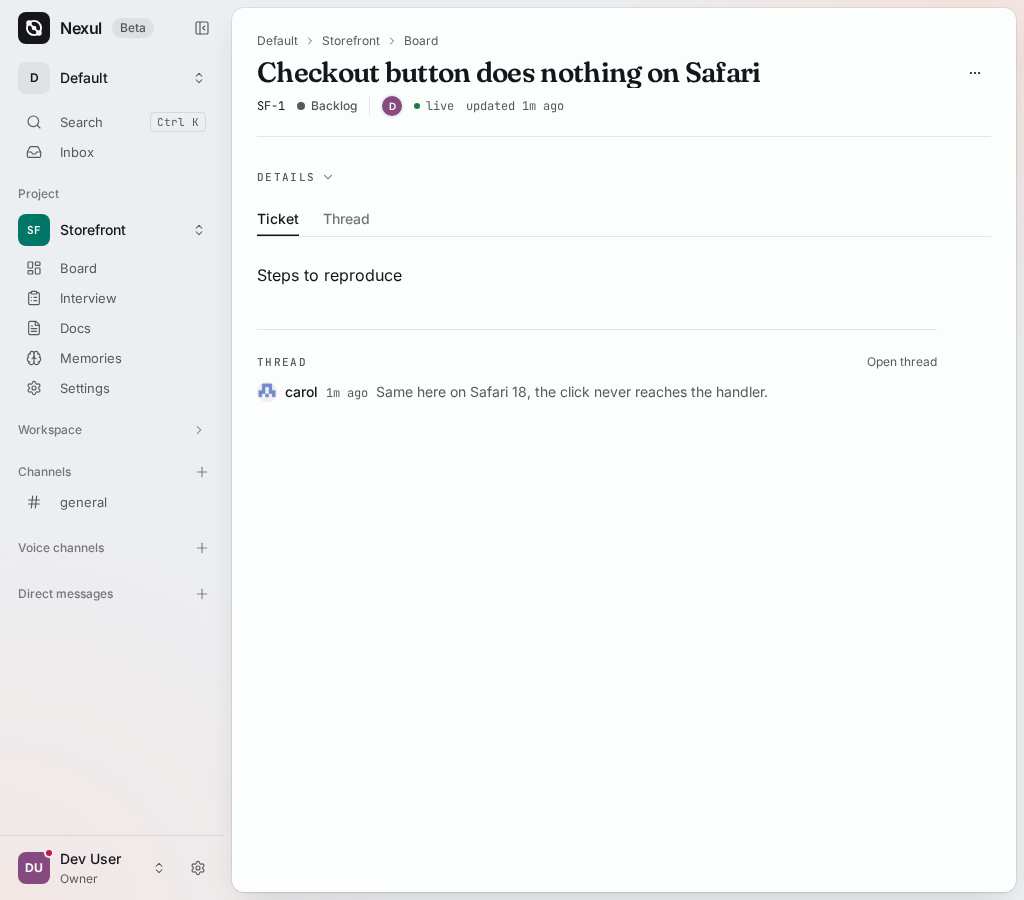 Nexul Beta
D Default
Search Ctrl K
Inbox
Project
SF Storefront
Board
Interview
Docs
Memories
Settings
Workspace
Channels
# general
Voice channels
Direct messages
DU Dev User
Owner
Default > Storefront > Board
Checkout button does nothing on Safari ...
SF-1 Backlog D live updated 1m ago
DETAILS
Ticket Thread
Steps to reproduce
THREAD Open thread
carol 1m ago Same here on Safari 18, the click never reaches the handler.